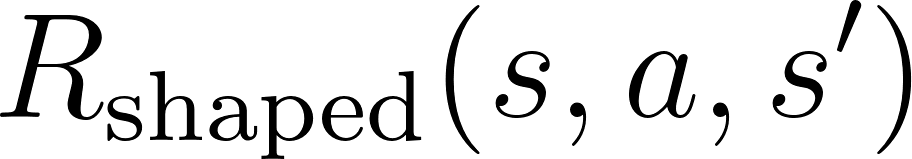 R_shaped(s, a, s′)